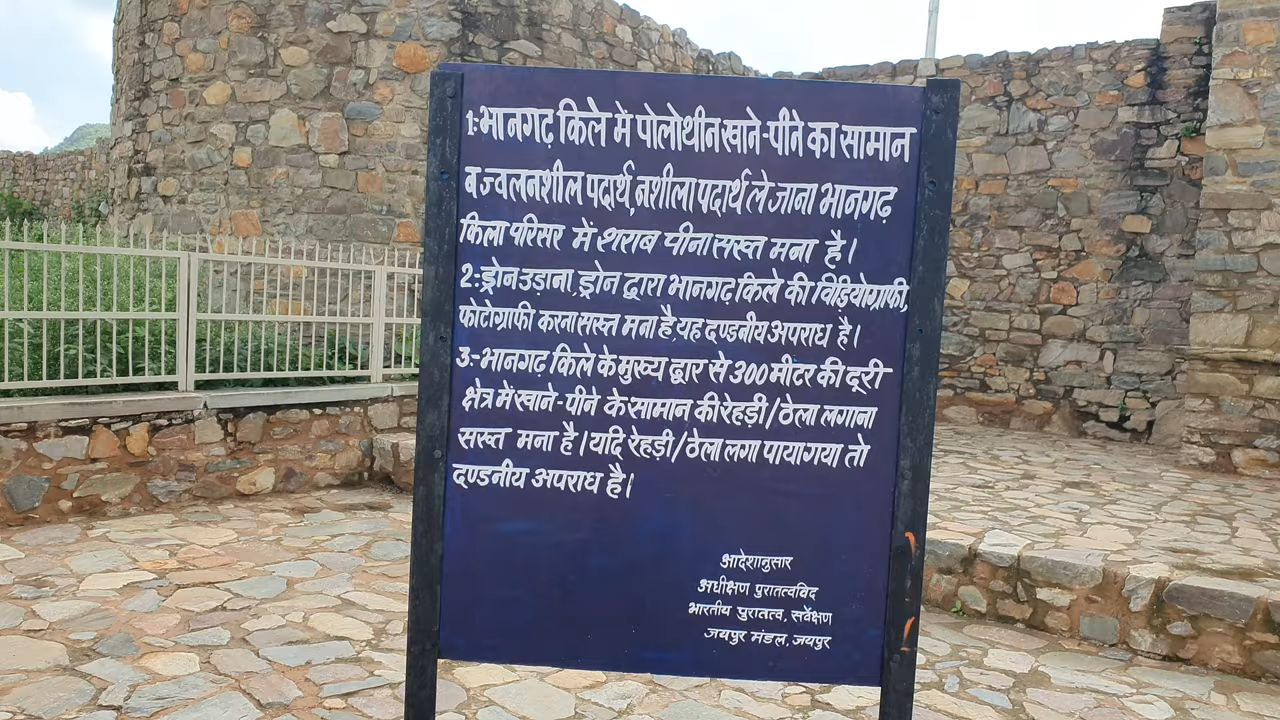 1:-भानगढ़ किले में पोलोथीन खाने-पीने का सामान
ब ज्वलनशील पदार्थ, नशीला पदार्थ ले जाना भानगढ़
किला परिसर में शराब पीना सख्त मना है।
2:-ड्रोन उड़ाना, ड्रोन द्वारा भानगढ़ किले की विडियोग्राफी,
फोटोग्राफी करना सख्त मना है, यह दण्डनीय अपराध है।
3:-भानगढ़ किले के मुख्य द्वार से 300 मीटर की दूरी
क्षेत्र में खाने-पीने के सामान की रेहड़ी/ठेला लगाना
सख्त मना है। यदि रेहड़ी/ठेला लगा पाया गया तो
दण्डनीय अपराध है।
आदेशानुसार
अधीक्षण पुरातत्वविद
भारतीय पुरातत्व, सर्वेक्षण
जयपुर मंडल, जयपुर